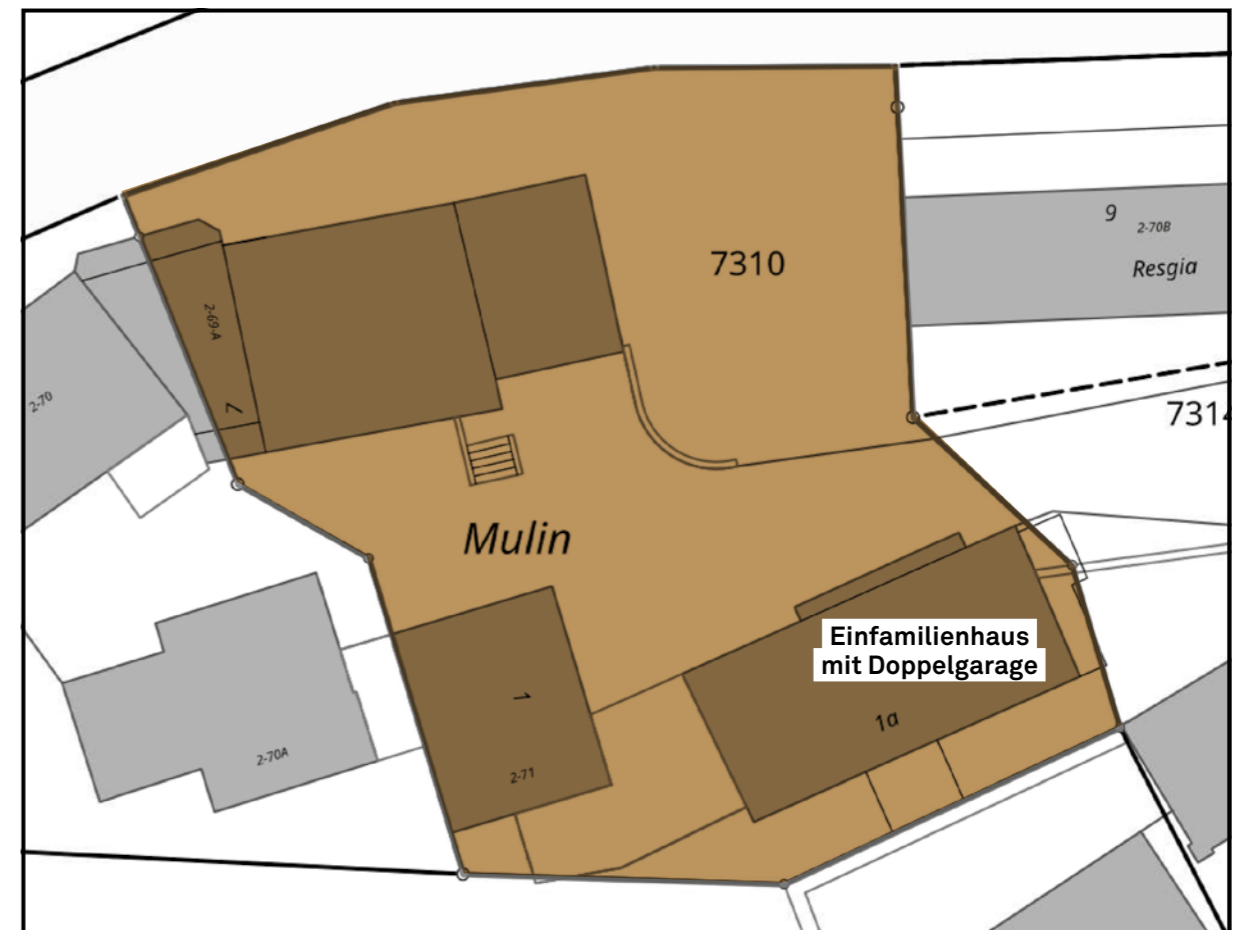 9
2-70B
7310
Resgia
2-69-A
2-70
7
Mulin
Einfamilienhaus
mit Doppelgarage
1
1a
2-70A
2-71